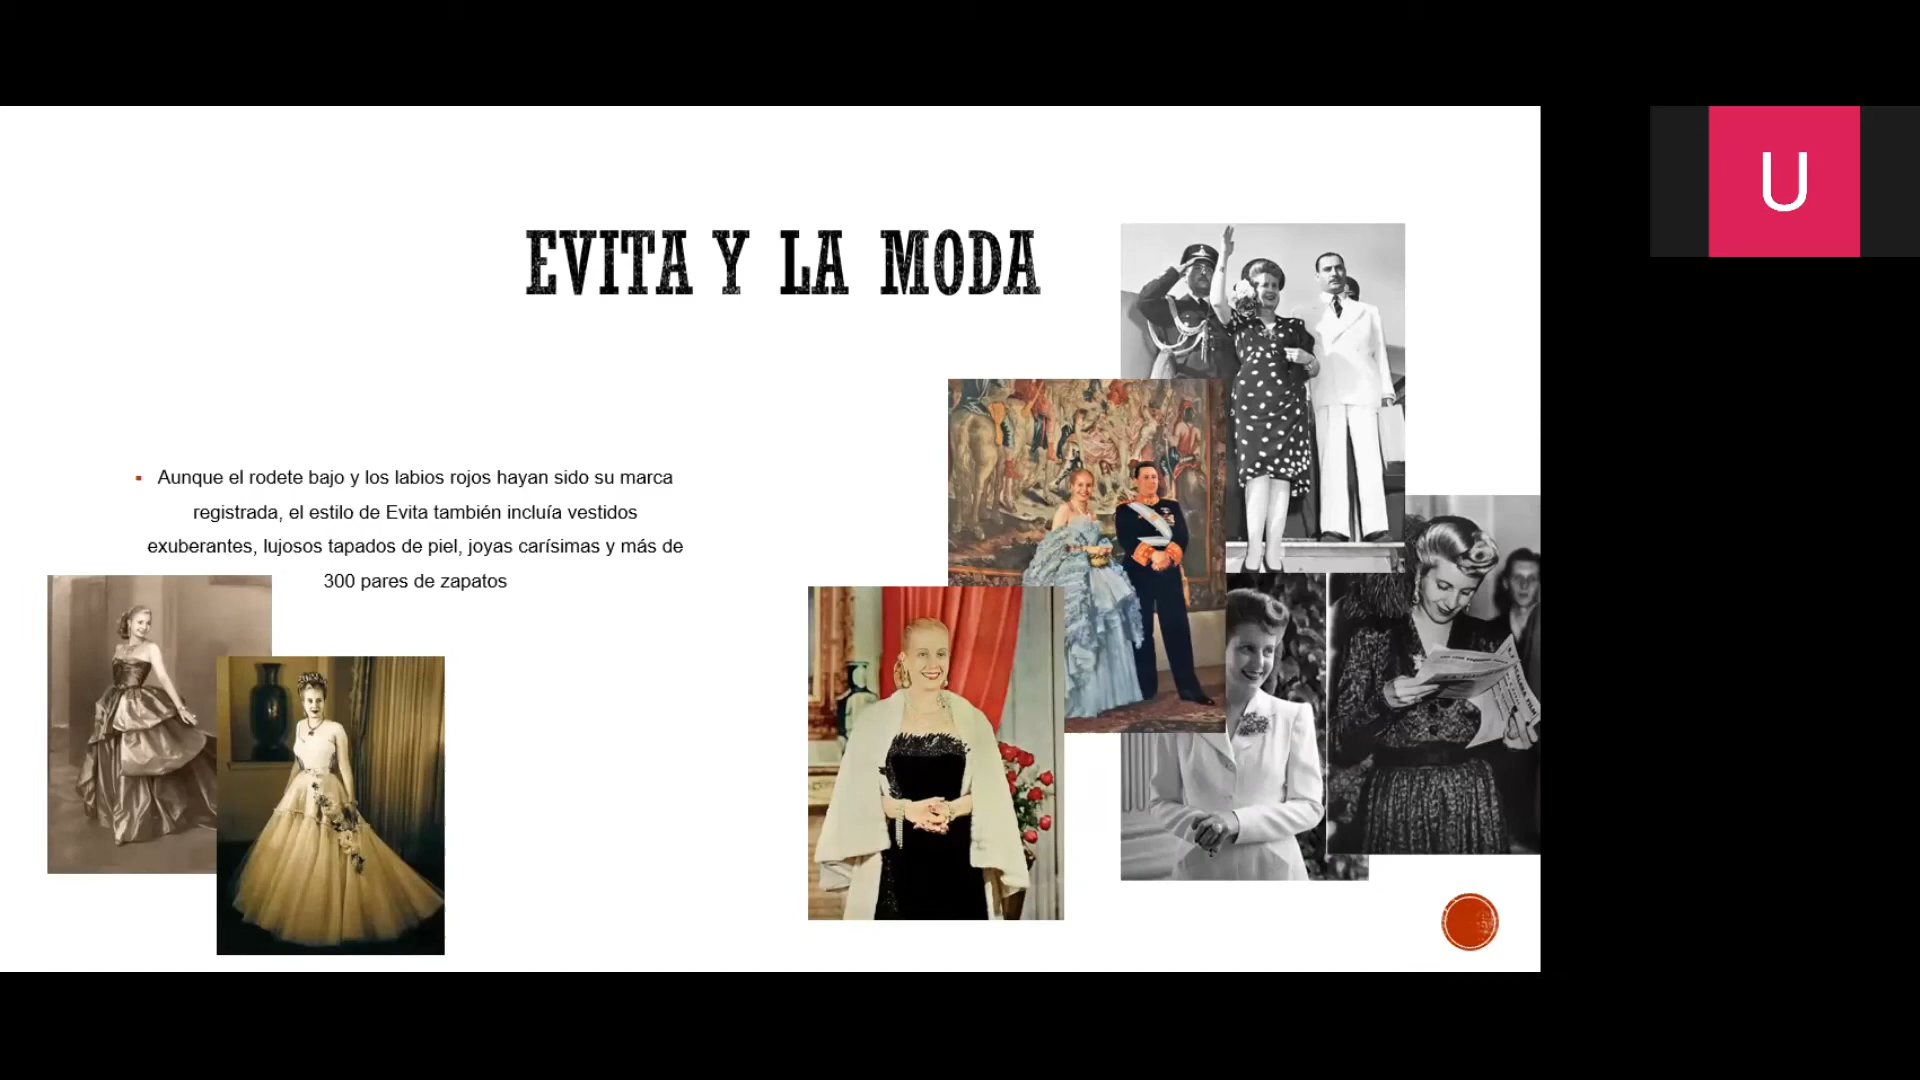 EVITA Y LA MODA
Aunque el rodete bajo y los labios rojos hayan sido su marca
registrada, el estilo de Evita también incluía vestidos
exuberantes, lujosos tapados de piel, joyas carísimas y más de
300 pares de zapatos
U